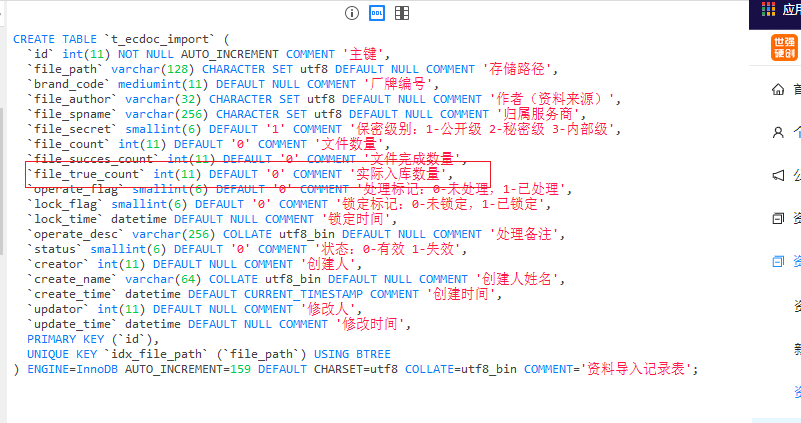 DDL
应用
世强
硬创
CREATE TABLE `t_ecdoc_import` (
`id` int(11) NOT NULL AUTO_INCREMENT COMMENT '主键',
`file_path` varchar(128) CHARACTER SET utf8 DEFAULT NULL COMMENT '存储路径',
`brand_code` mediumint(11) DEFAULT NULL COMMENT '厂牌编号',
`file_author` varchar(32) CHARACTER SET utf8 DEFAULT NULL COMMENT '作者（资料来源）',
`file_spname` varchar(256) CHARACTER SET utf8 DEFAULT NULL COMMENT '归属服务商',
`file_secret` smallint(6) DEFAULT '1' COMMENT '保密级别：1-公开级 2-秘密级 3-内部级',
`file_count` int(11) DEFAULT '0' COMMENT '文件数量',
`file_succes_count` int(11) DEFAULT '0' COMMENT '文件完成数量',
`file_true_count` int(11) DEFAULT '0' COMMENT '实际入库数量',
`operate_flag` smallint(6) DEFAULT '0' COMMENT '处理标记：0-未处理，1-已处理',
`lock_flag` smallint(6) DEFAULT '0' COMMENT '锁定标记：0-未锁定，1-已锁定',
`lock_time` datetime DEFAULT NULL COMMENT '锁定时间',
`operate_desc` varchar(256) COLLATE utf8_bin DEFAULT NULL COMMENT '处理备注',
`status` smallint(6) DEFAULT '0' COMMENT '状态：0-有效 1-失效',
`creator` int(11) DEFAULT NULL COMMENT '创建人',
`create_name` varchar(64) COLLATE utf8_bin DEFAULT NULL COMMENT '创建人姓名',
`create_time` datetime DEFAULT CURRENT_TIMESTAMP COMMENT '创建时间',
`updator` int(11) DEFAULT NULL COMMENT '修改人',
`update_time` datetime DEFAULT NULL COMMENT '修改时间',
PRIMARY KEY (`id`),
UNIQUE KEY `idx_file_path` (`file_path`) USING BTREE
) ENGINE=InnoDB AUTO_INCREMENT=159 DEFAULT CHARSET=utf8 COLLATE=utf8_bin COMMENT='资料导入记录表';